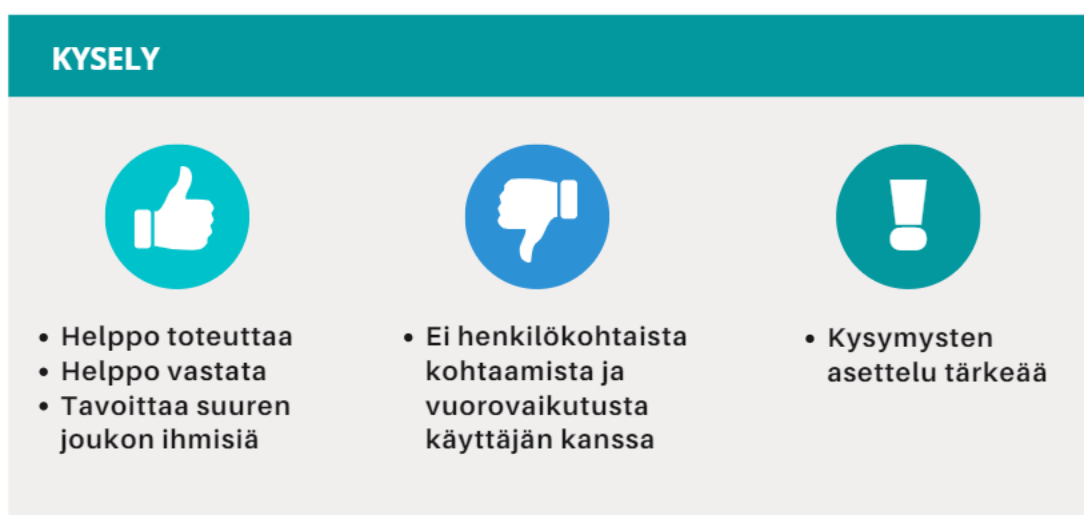 KYSELY
• Helppo toteuttaa
• Helppo vastata
• Tavoittaa suuren
joukon ihmisiä
• Ei henkilökohtaista
kohtaamista ja
vuorovaikutusta
käyttäjän kanssa
• Kysymysten
asettelu tärkeää